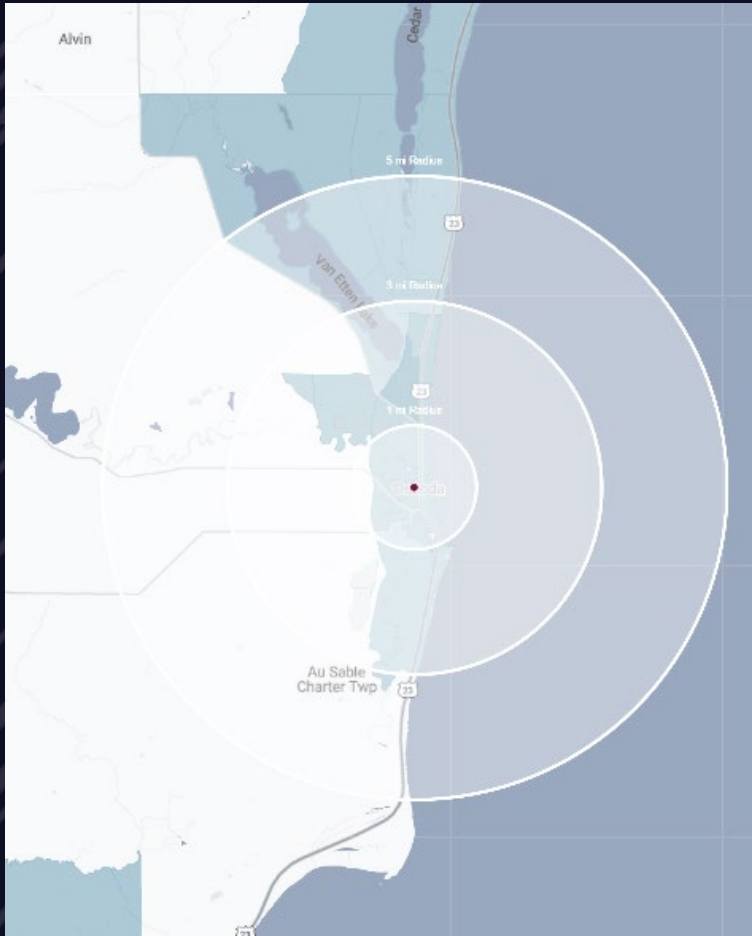 Cedar
Alvin
5 mi Radius
23
Van Etten Lake
3 mi Radius
23
1 mi Radius
Oscoda
Au Sable
Charter Twp
23
23